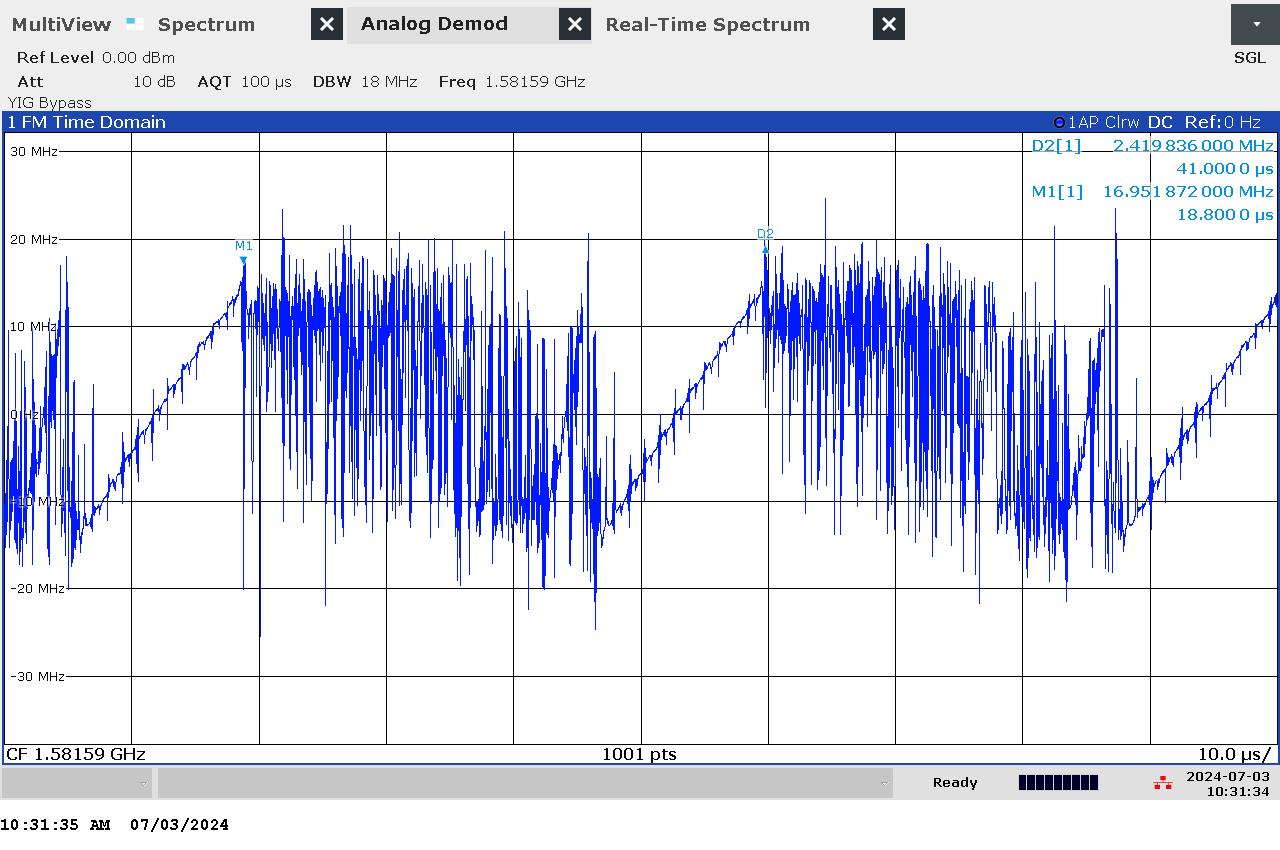 MultiView Spectrum Analog Demod Real-Time Spectrum
Ref Level 0.00 dBm SGL
Att 10 dB AQT 100 µs DBW 18 MHz Freq 1.58159 GHz
YIG Bypass
1 FM Time Domain 1AP Clrw DC Ref:0 Hz
30 MHz
D2[1] 2.419 836 000 MHz
41.000 0 µs
M1[1] 16.951 872 000 MHz
18.800 0 µs
20 MHz
M1
D2
10 MHz
0 Hz
-10 MHz
-20 MHz
-30 MHz
CF 1.58159 GHz 1001 pts 10.0 µs/
Ready 2024-07-03
10:31:34
10:31:35 AM 07/03/2024